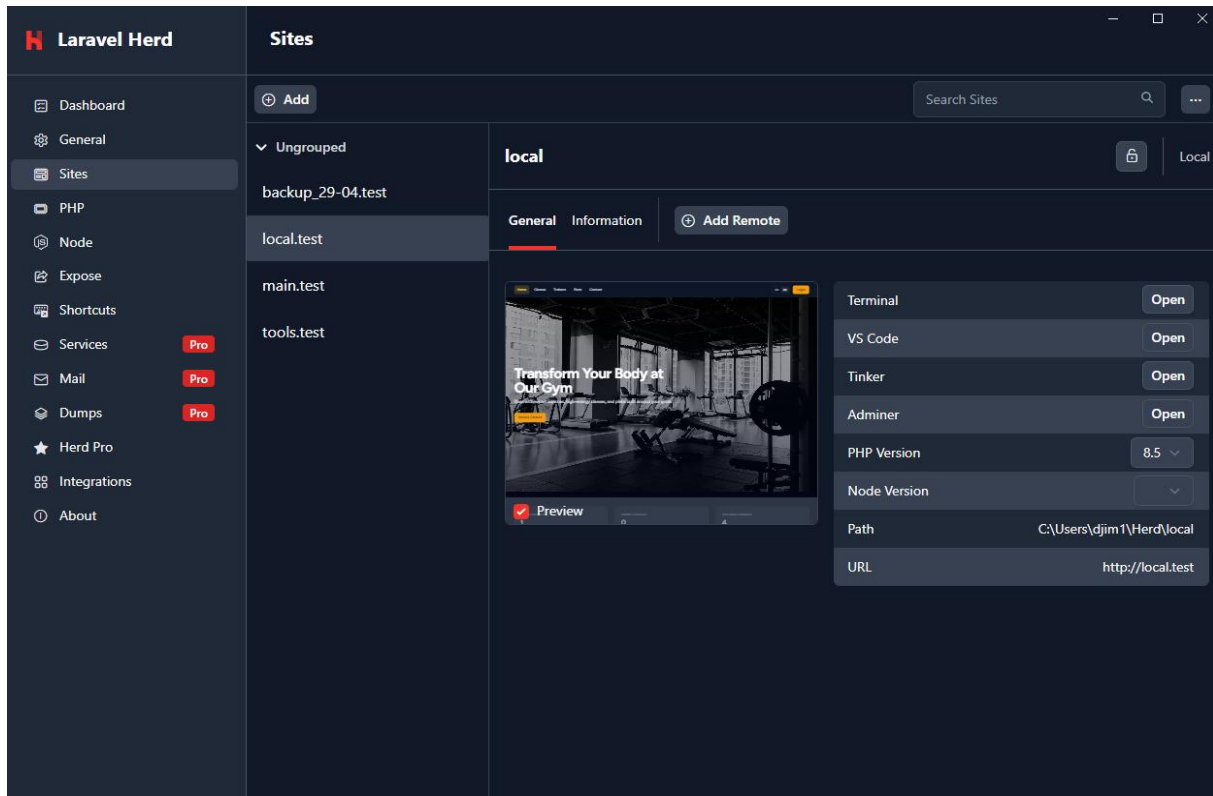 Laravel Herd
Sites
Dashboard
General
Sites
PHP
Node
Expose
Shortcuts
Services Pro
Mail Pro
Dumps Pro
Herd Pro
Integrations
About
Add
Search Sites
Ungrouped
backup_29-04.test
local.test
main.test
tools.test
local
Local
General Information Add Remote
Transform Your Body at
Our Gym
Preview
Terminal Open
VS Code Open
Tinker Open
Adminer Open
PHP Version 8.5
Node Version
Path C:\Users\djim1\Herd\local
URL http://local.test